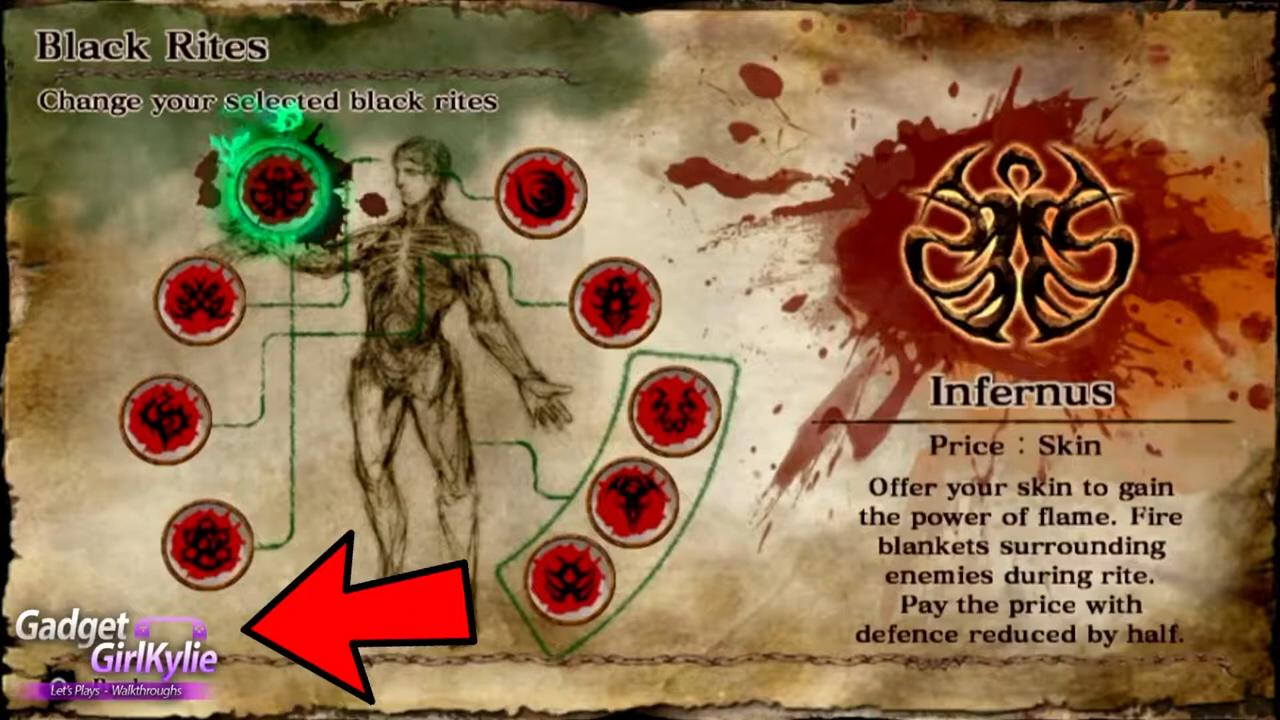 Black Rites
Change your selected black rites
Infernus
Price : Skin
Offer your skin to gain
the power of flame. Fire
blankets surrounding
enemies during rite.
Pay the price with
defence reduced by half.
Gadget
GirlKylie
Let's Plays - Walkthroughs